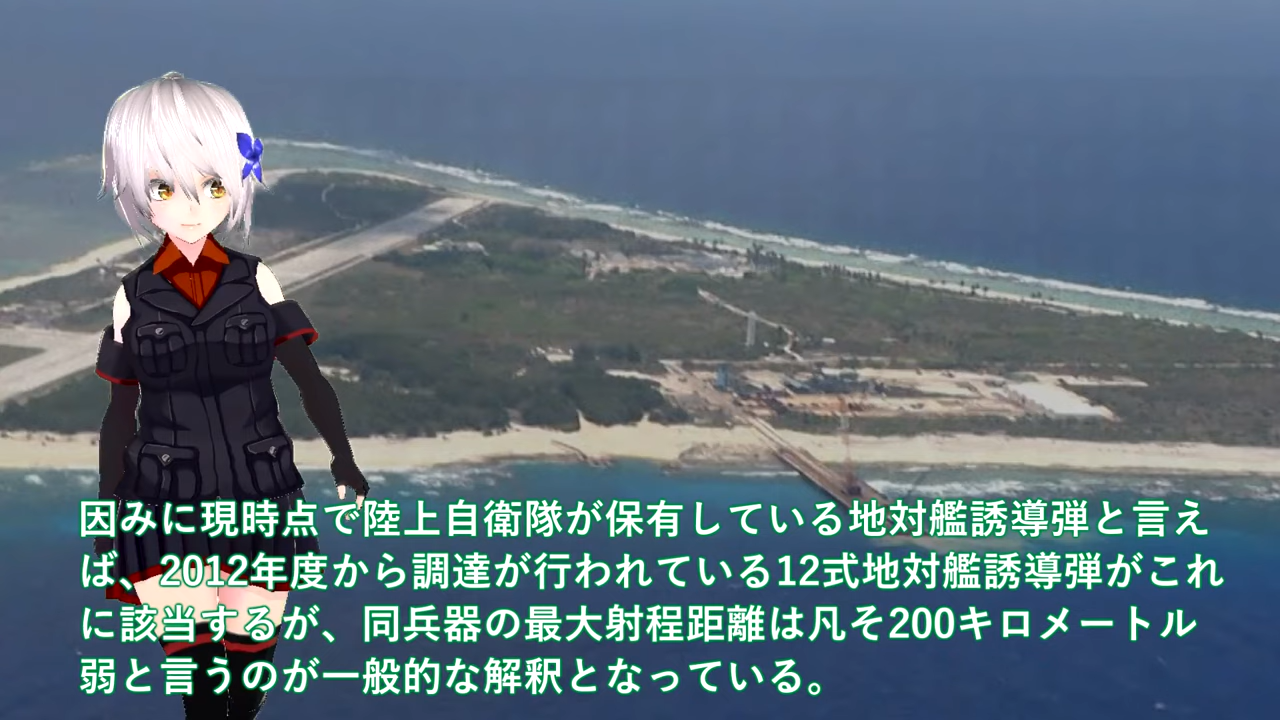 因みに現時点で陸上自衛隊が保有している地対艦誘導弾と言え
ば、2012年度から調達が行われている12式地対艦誘導弾がこれ
に該当するが、同兵器の最大射程距離は凡そ200キロメートル
弱と言うのが一般的な解釈となっている。